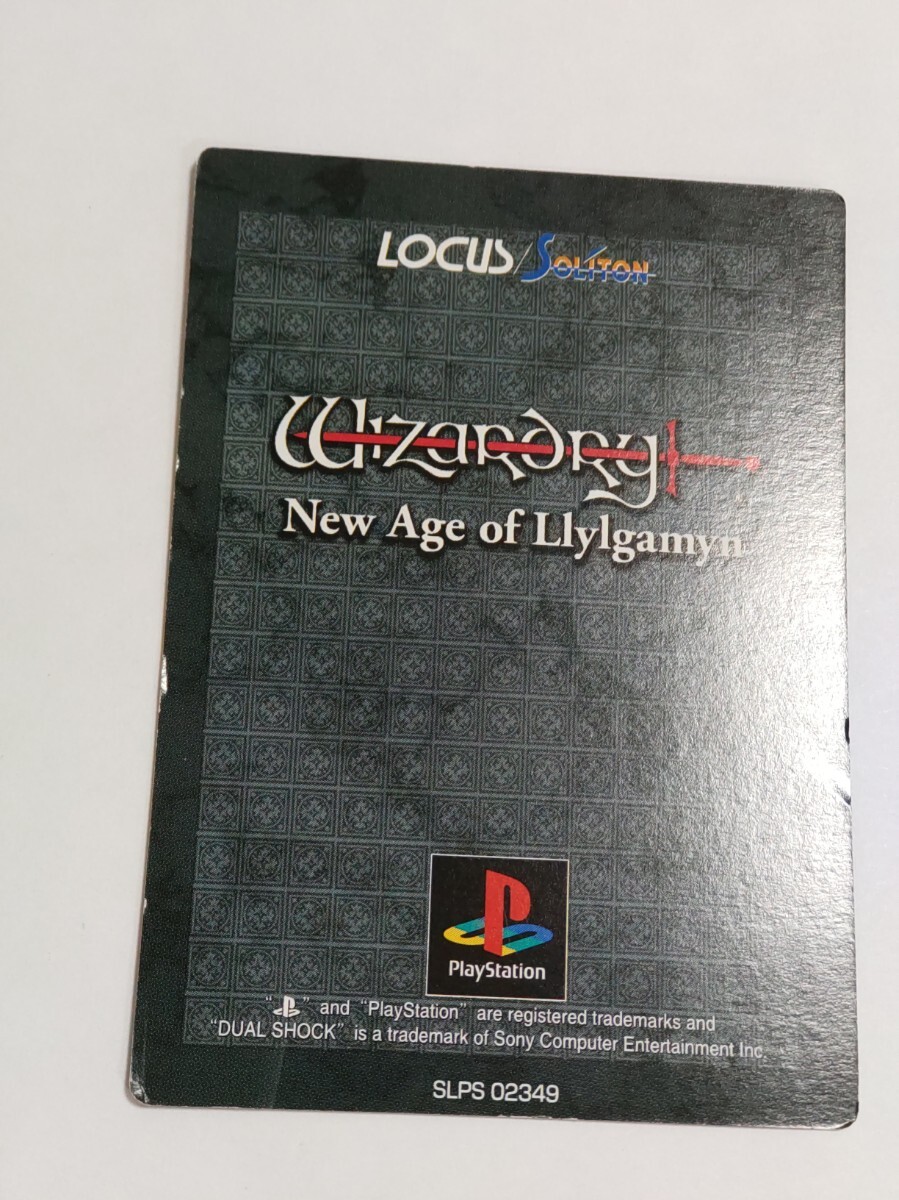 LOCUS/SOLITON
Wizardry
New Age of Llylgamyn
PlayStation
" " and "PlayStation" are registered trademarks and
"DUAL SHOCK" is a trademark of Sony Computer Entertainment Inc.
SLPS 02349